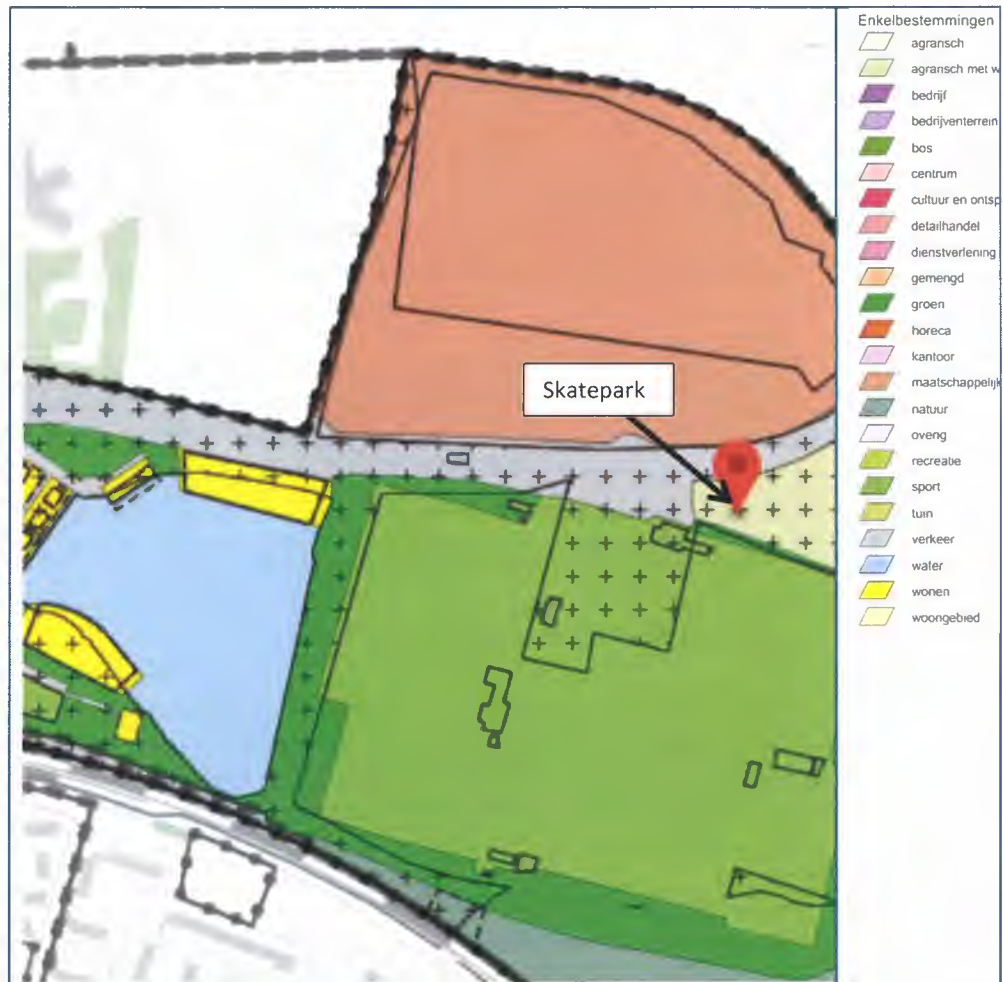 Enkelbestemmingen
agrarisch
agrarisch met w
bedrijf
bedrijventerrein
bos
centrum
cultuur en ontsp
detailhandel
dienstverlening
gemengd
groen
horeca
kantoor
maatschappelijk
natuur
overig
recreatie
sport
tuin
verkeer
water
wonen
woongebied
Skatepark